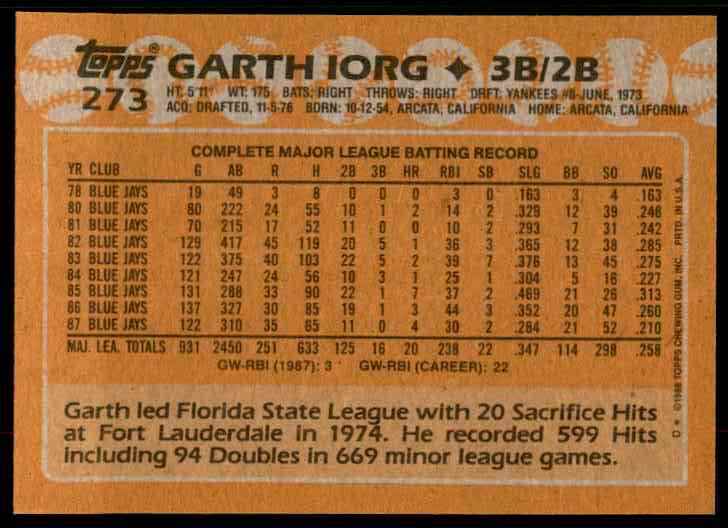 Topps® GARTH IORG ✦ 3B/2B
273 HT: 5'11" WT: 175 BATS: RIGHT THROWS: RIGHT DRFT: YANKEES #8-JUNE, 1973
ACQ: DRAFTED, 11-5-76 BORN: 10-12-54, ARCATA, CALIFORNIA HOME: ARCATA, CALIFORNIA
COMPLETE MAJOR LEAGUE BATTING RECORD
YR CLUB G AB R H 2B 3B HR RBI SB SLG BB SO AVG
78 BLUE JAYS 19 49 3 8 0 0 0 3 0 .163 3 4 .163
80 BLUE JAYS 80 222 24 55 10 1 2 14 2 .329 12 39 .248
81 BLUE JAYS 70 215 17 52 11 0 0 10 2 .293 7 31 .242
82 BLUE JAYS 129 417 45 119 20 5 1 36 3 .365 12 38 .285
83 BLUE JAYS 122 375 40 103 22 5 2 39 7 .376 13 45 .275
84 BLUE JAYS 121 247 24 56 10 3 1 25 1 .304 5 16 .227
85 BLUE JAYS 131 288 33 90 22 1 7 37 2 .469 21 26 .313
86 BLUE JAYS 137 327 30 85 19 1 3 44 3 .352 20 47 .260
87 BLUE JAYS 122 310 35 65 11 0 4 30 2 .284 21 52 .210
MAJ. LEA. TOTALS 931 2450 251 633 125 16 20 238 22 .347 114 298 .258
GW-RBI (1987): 3 GW-RBI (CAREER): 22
Garth led Florida State League with 20 Sacrifice Hits
at Fort Lauderdale in 1974. He recorded 599 Hits
including 94 Doubles in 669 minor league games.
D* ©1988 TOPPS CHEWING GUM, INC. PRTD. IN U.S.A.